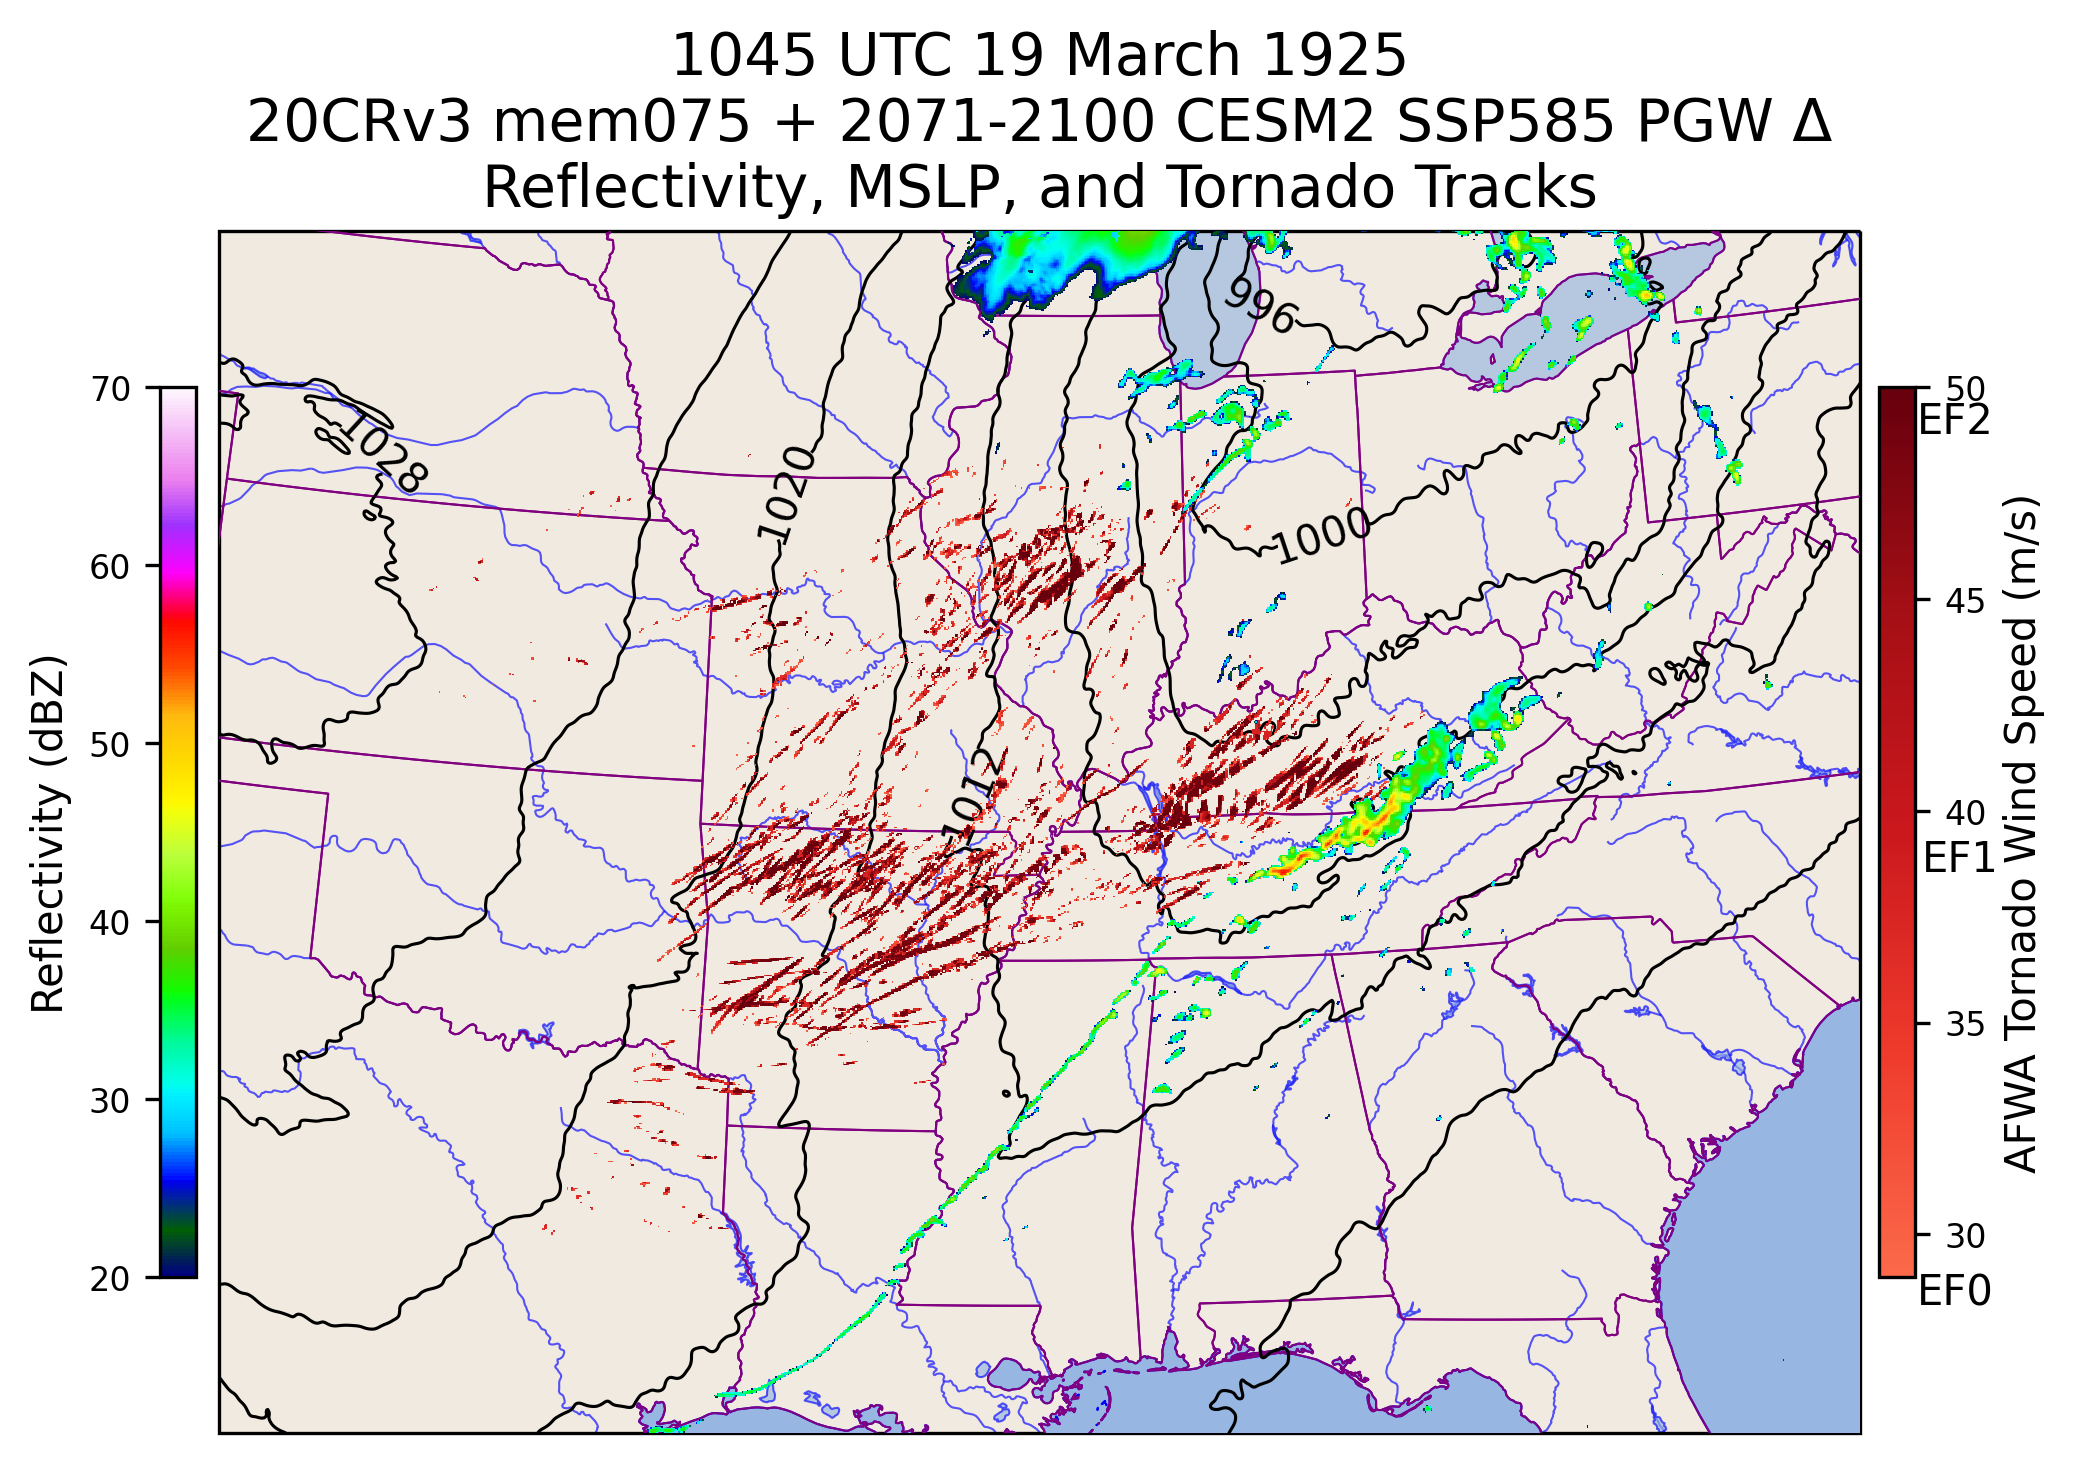 1045 UTC 19 March 1925
20CRv3 mem075 + 2071-2100 CESM2 SSP585 PGW Δ
Reflectivity, MSLP, and Tornado Tracks
996
1028
1020
1000
1012
70
60
50
40
30
20
Reflectivity (dBZ)
50
EF2
45
40
EF1
35
30
EF0
AFWA Tornado Wind Speed (m/s)